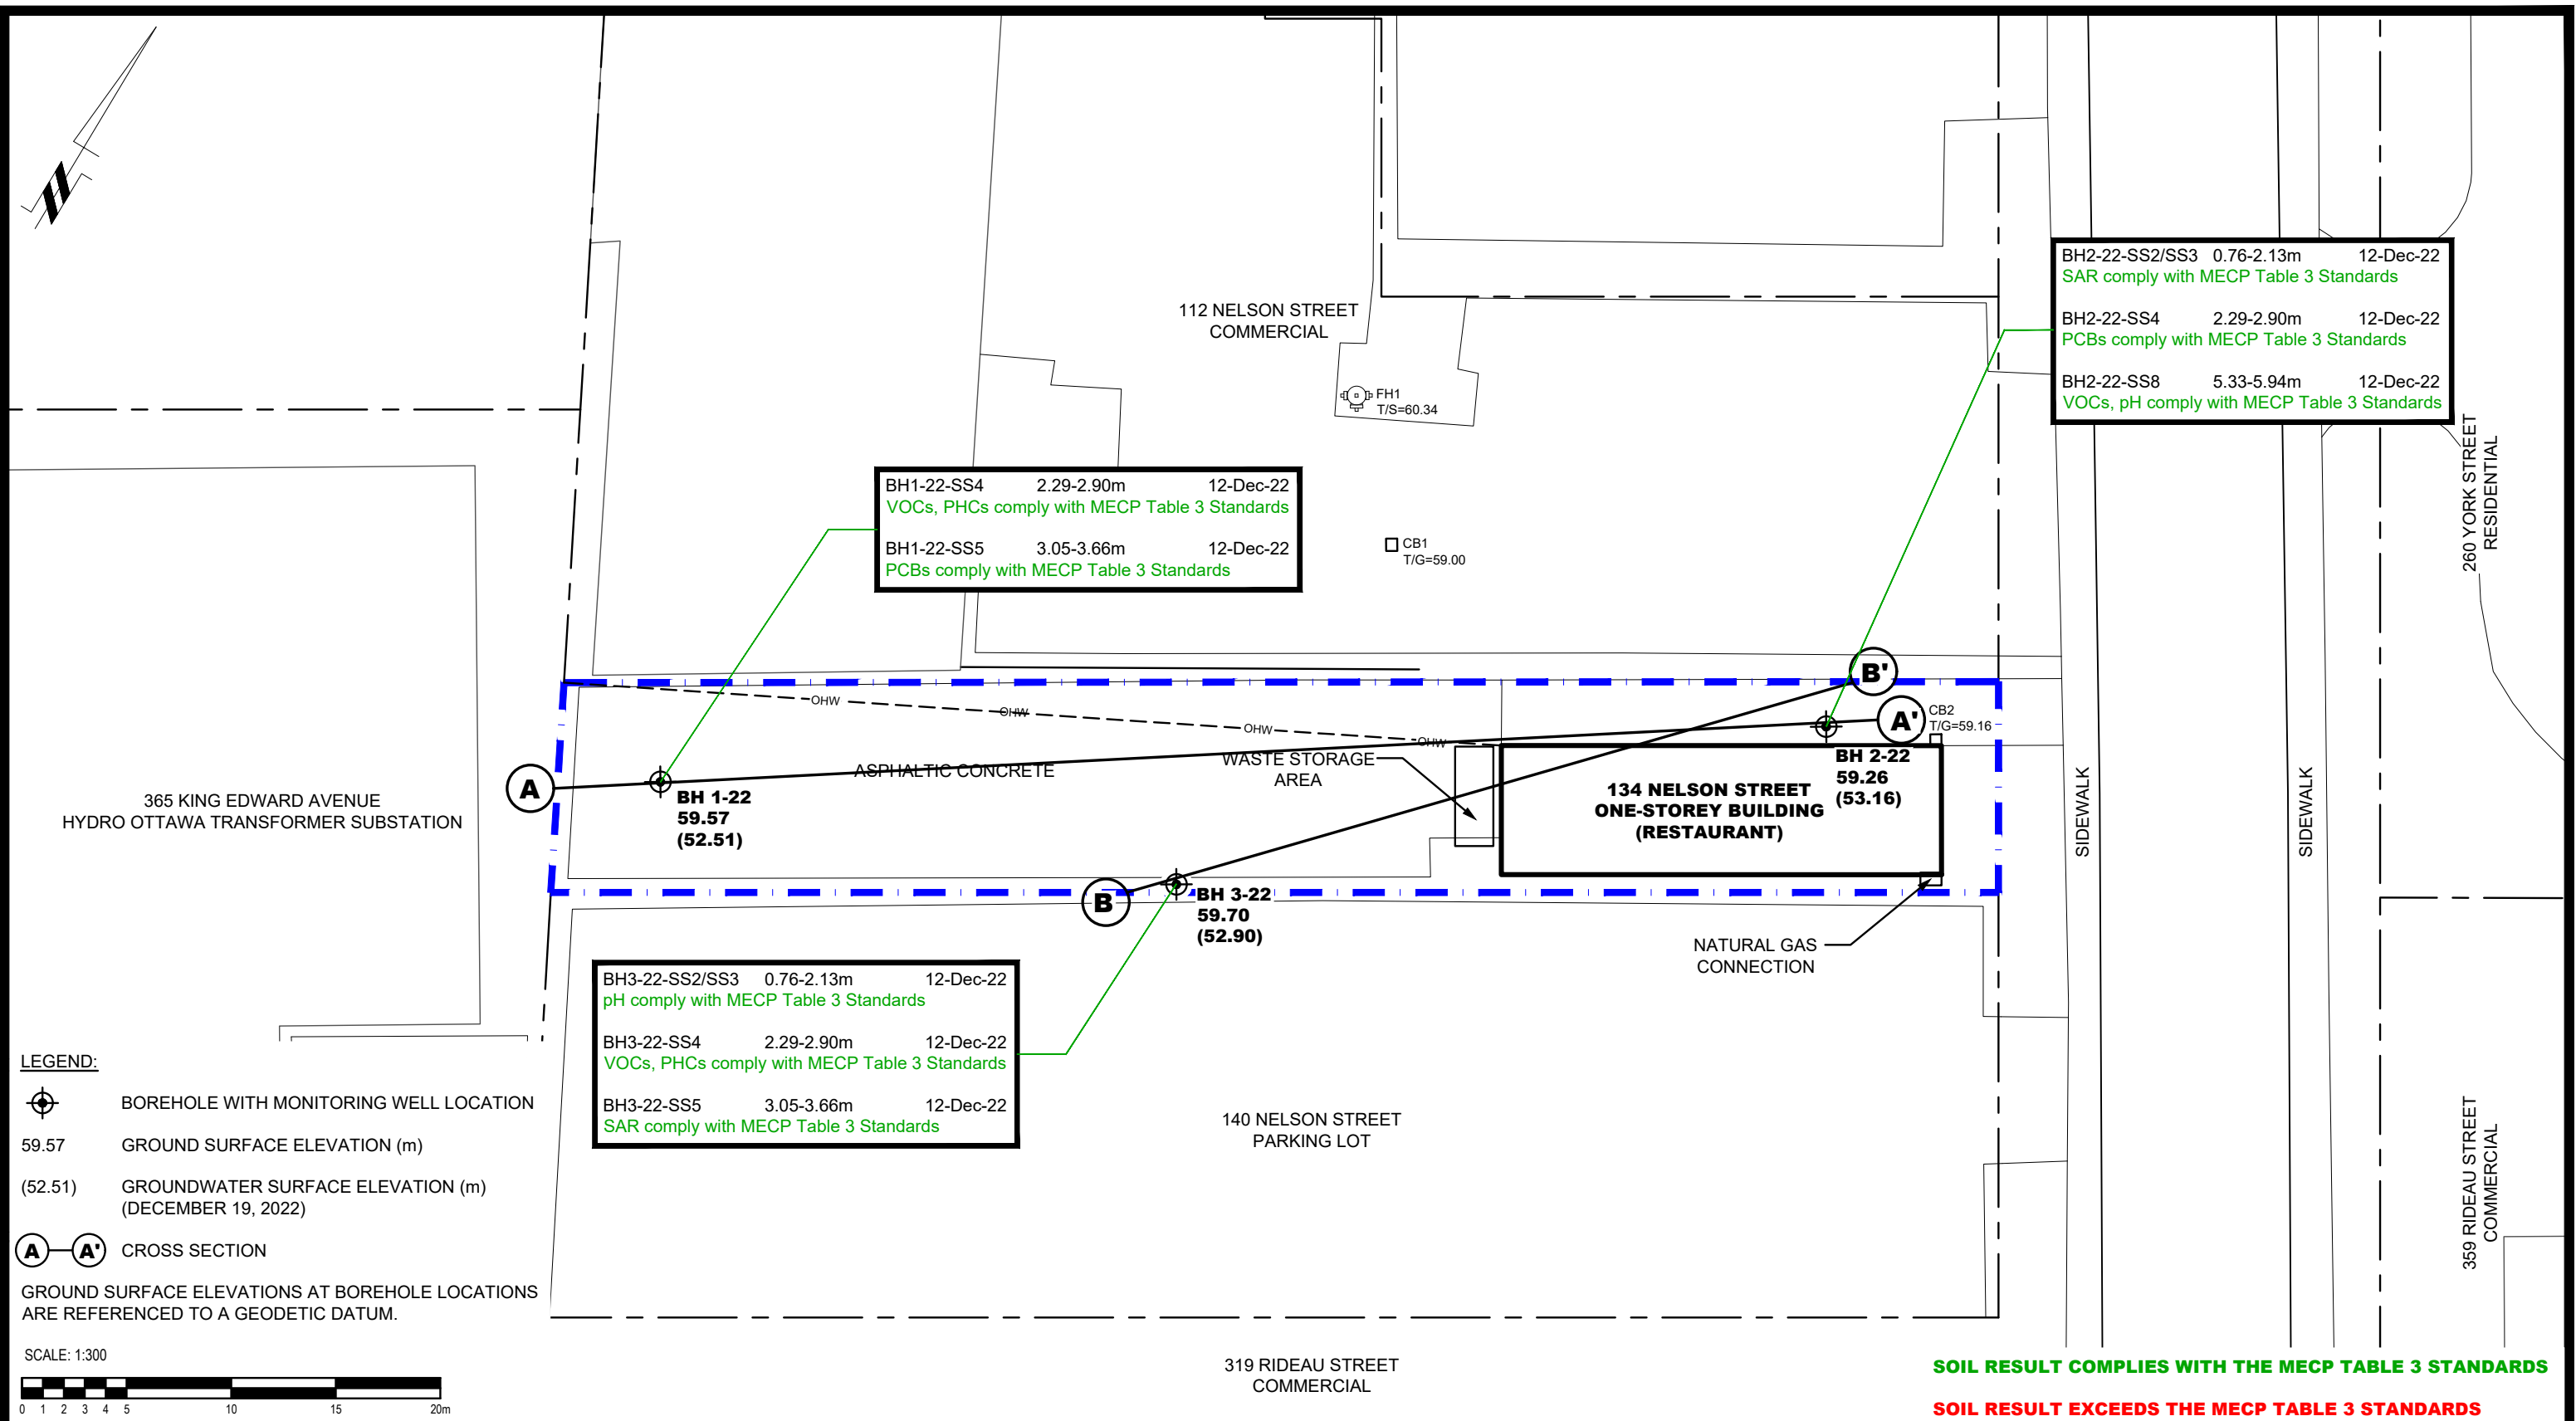 BH2-22-SS2/SS3 0.76-2.13m 12-Dec-22
SAR comply with MECP Table 3 Standards
BH2-22-SS4 2.29-2.90m 12-Dec-22
PCBs comply with MECP Table 3 Standards
BH2-22-SS8 5.33-5.94m 12-Dec-22
VOCs, pH comply with MECP Table 3 Standards
112 NELSON STREET
COMMERCIAL
FH1
T/S=60.34
260 YORK STREET
RESIDENTIAL
BH1-22-SS4 2.29-2.90m 12-Dec-22
VOCs, PHCs comply with MECP Table 3 Standards
BH1-22-SS5 3.05-3.66m 12-Dec-22
PCBs comply with MECP Table 3 Standards
CB1
T/G=59.00
B'
A'
CB2
T/G=59.16
OHW
OHW
OHW
OHW
A
ASPHALTIC CONCRETE
WASTE STORAGE
AREA
BH 1-22
59.57
(52.51)
134 NELSON STREET
ONE-STOREY BUILDING
(RESTAURANT)
BH 2-22
59.26
(53.16)
365 KING EDWARD AVENUE
HYDRO OTTAWA TRANSFORMER SUBSTATION
SIDEWALK
SIDEWALK
B
BH 3-22
59.70
(52.90)
NATURAL GAS
CONNECTION
BH3-22-SS2/SS3 0.76-2.13m 12-Dec-22
pH comply with MECP Table 3 Standards
BH3-22-SS4 2.29-2.90m 12-Dec-22
VOCs, PHCs comply with MECP Table 3 Standards
BH3-22-SS5 3.05-3.66m 12-Dec-22
SAR comply with MECP Table 3 Standards
140 NELSON STREET
PARKING LOT
359 RIDEAU STREET
COMMERCIAL
LEGEND:
BOREHOLE WITH MONITORING WELL LOCATION
59.57 GROUND SURFACE ELEVATION (m)
(52.51) GROUNDWATER SURFACE ELEVATION (m)
(DECEMBER 19, 2022)
A A' CROSS SECTION
GROUND SURFACE ELEVATIONS AT BOREHOLE LOCATIONS
ARE REFERENCED TO A GEODETIC DATUM.
SCALE: 1:300
0 1 2 3 4 5 10 15 20m
319 RIDEAU STREET
COMMERCIAL
SOIL RESULT COMPLIES WITH THE MECP TABLE 3 STANDARDS
SOIL RESULT EXCEEDS THE MECP TABLE 3 STANDARDS